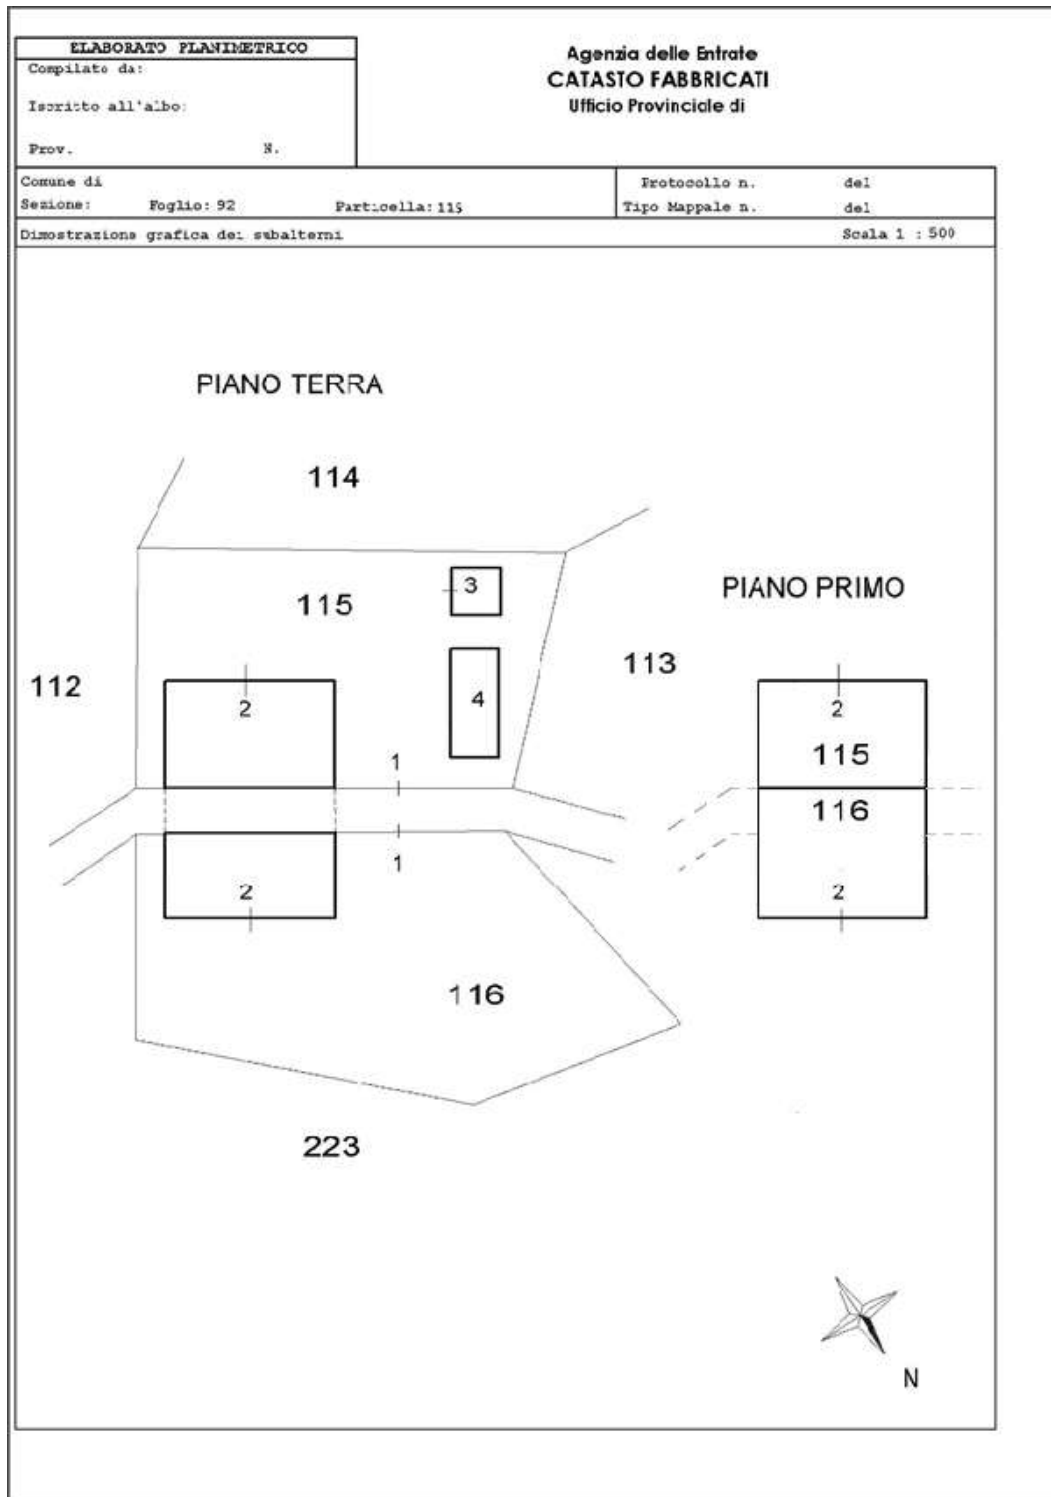 ELABORATO PLANIMETRICO
Compilato da:
Iscritto all'albo:
Prov. N.
Agenzia delle Entrate
CATASTO FABBRICATI
Ufficio Provinciale di
Comune di
Sezione: Foglio: 92 Particella: 115
Protocollo n. del
Tipo Mappale n. del
Dimostrazione grafica dei subalterni Scala 1 : 500
PIANO TERRA
114
3
115
PIANO PRIMO
113
112
2
4
2
1
115
116
1
2
2
116
223
N